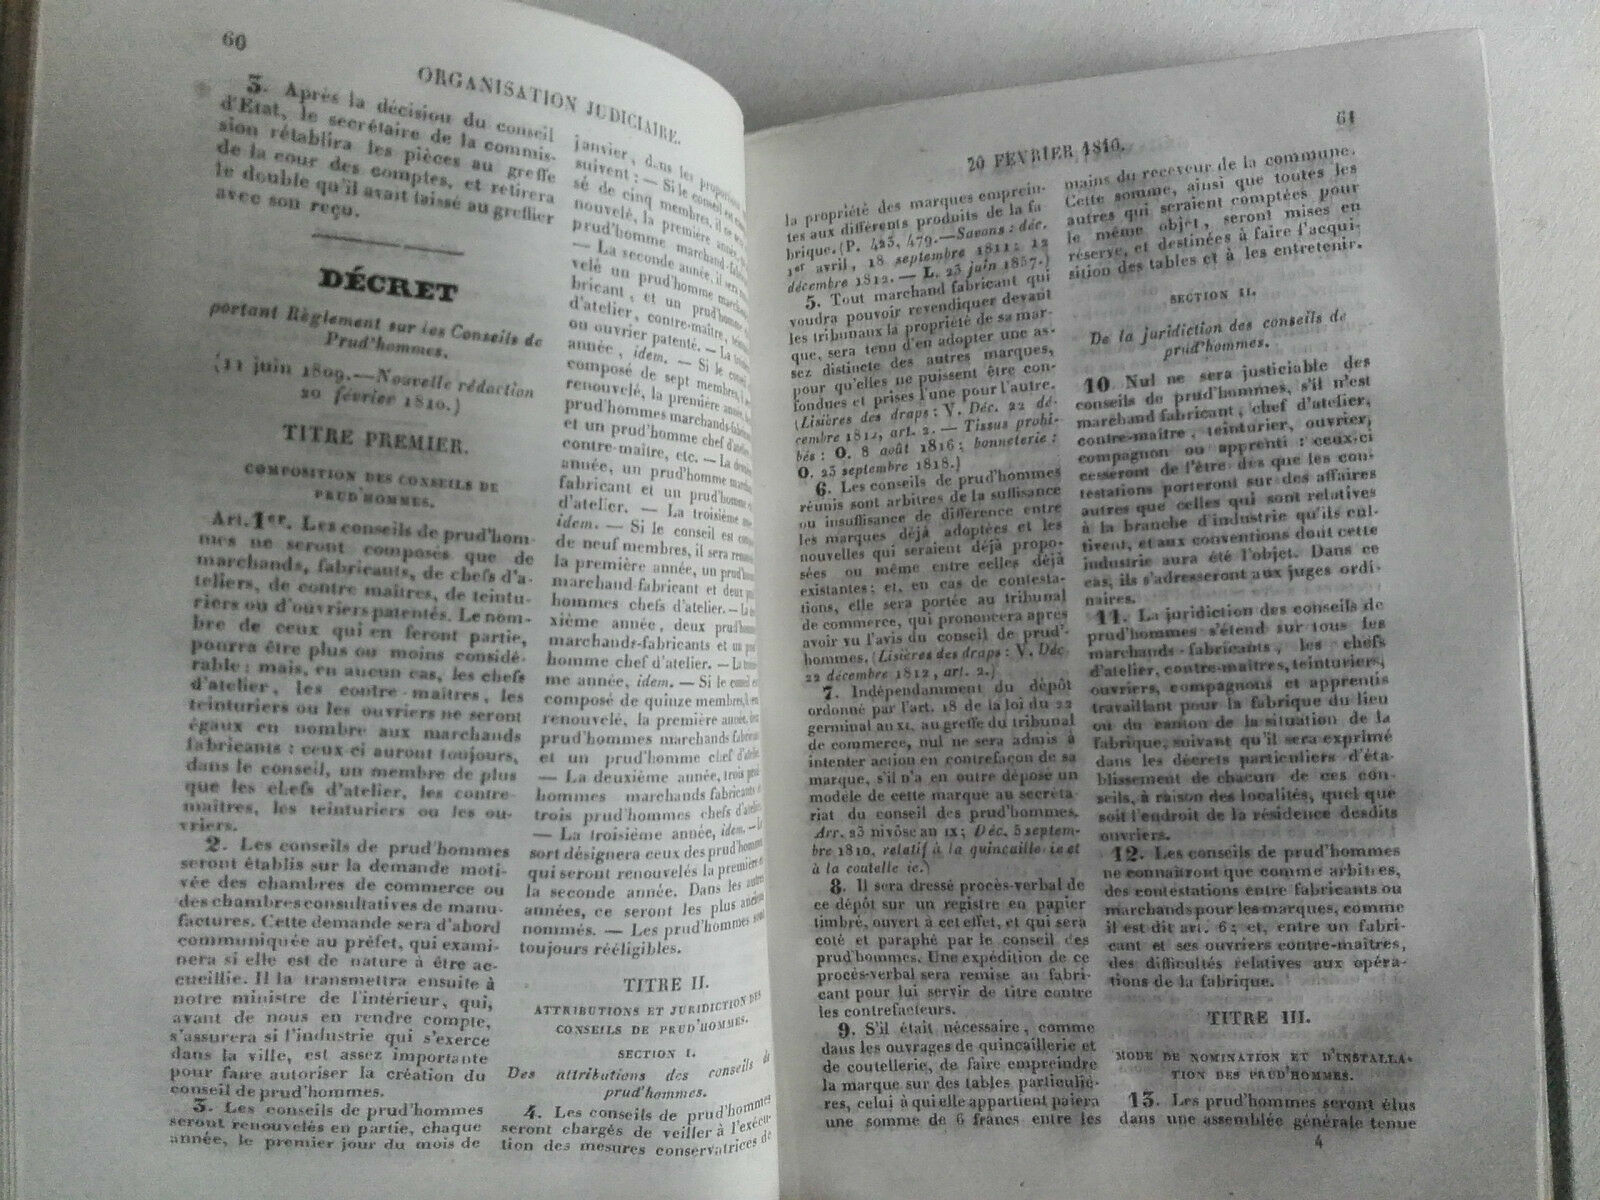 60
ORGANISATION JUDICIAIRE.
3. Après la décision du conseil
d'Etat, le secrétaire de la commis-
sion rétablira les pièces au greffe
de la cour des comptes, et retirera
le double qu'il avait laissé au greffier
avec son reçu.
DÉCRET
portant Règlement sur les Conseils de
Prud'hommes.
(11 juin 1809.—Nouvelle rédaction
20 février 1810.)
TITRE PREMIER.
COMPOSITION DES CONSEILS DE
PRUD'HOMMES.
Art. 1er. Les conseils de prud'hom-
mes ne seront composés que de
marchands, fabricants, de chefs d'a-
teliers, de contre maîtres, de teintu-
riers ou d'ouvriers patentés. Le nom-
bre de ceux qui en feront partie,
pourra être plus ou moins considé-
rable : mais, en aucun cas, les chefs
d'atelier, les contre-maîtres, les
teinturiers ou les ouvriers ne seront
égaux en nombre aux marchands
fabricants : ceux-ci auront toujours,
dans le conseil, un membre de plus
que les chefs d'atelier, les contre-
maîtres, les teinturiers ou les ou-
vriers.
2. Les conseils de prud'hommes
seront établis sur la demande moti-
vée des chambres de commerce ou
des chambres consultatives de manu-
factures. Cette demande sera d'abord
communiquée au préfet, qui exami-
nera si elle est de nature à être ac-
cueillie. Il la transmettra ensuite à
notre ministre de l'intérieur, qui,
avant de nous en rendre compte,
s'assurera si l'industrie qui s'exerce
dans la ville, est assez importante
pour faire autoriser la création du
conseil de prud'hommes.
3. Les conseils de prud'hommes
seront renouvelés en partie, chaque
année, le premier jour du mois de
janvier, dans les proportions
suivent : — Si le conseil est
sé de cinq membres, il ne sera
nouvelé, la première année,
prud'homme marchand-fab
— La seconde année, il sera
velé un prud'homme marchand
bricant, et un prud'homme
d'atelier, contre-maître,
ou ouvrier patenté. — La troisième
année, idem. — Si le conseil
composé de sept membres,
renouvelé, la première année,
prud'hommes marchands-fabricants
et un prud'homme chef d'atelier,
contre-maître, etc. — La
année, un prud'homme marchand
fabricant et un prud'homme
d'atelier. — La troisième
idem. — Si le conseil est
de neuf membres, il sera
la première année, un prud'homme
marchand-fabricant et deux
hommes chefs d'atelier. — La
xième année, deux prud'hommes
marchands-fabricants et un
homme chef d'atelier. — La
me année, idem. — Si le conseil est
composé de quinze membres, il sera
renouvelé, la première année,
prud'hommes marchands fabricants
et un prud'homme chef d'atelier.
— La deuxième année, trois
hommes marchands fabricants et
trois prud'hommes chefs d'atelier.
— La troisième année, idem. — Le
sort désignera ceux des prud'hommes
qui seront renouvelés la première et
la seconde année. Dans les autres
années, ce seront les plus anciens
nommés. — Les prud'hommes sont
toujours rééligibles.
TITRE II.
ATTRIBUTIONS ET JURIDICTION DES
CONSEILS DE PRUD'HOMMES.
SECTION I.
Des attributions des conseils de
prud'hommes.
4. Les conseils de prud'hommes
seront chargés de veiller à l'exécu-
tion des mesures conservatrices de
61
20 FÉVRIER 1810.
la propriété des marques emprein-
tes aux différents produits de la fa
brique. (P. 423, 479.—Savons: déc.
1er avril, 18 septembre 1811; 12
décembre 1812. — L. 23 juin 1857.)
5. Tout marchand fabricant qui
voudra pouvoir revendiquer devant
les tribunaux la propriété de sa mar-
que, sera tenu d'en adopter une as-
sez distincte des autres marques,
pour qu'elles ne puissent être con-
fondues et prises l'une pour l'autre.
(Lisières des draps : V. Déc. 22 dé-
cembre 1812, art. 2. — Tissus prohi-
bés : O. 8 août 1816; bonneterie :
O. 23 septembre 1818.)
6. Les conseils de prud'hommes
réunis sont arbitres de la suffisance
ou insuffisance de différence entre
les marques déjà adoptées et les
nouvelles qui seraient déjà propo-
sées ou même entre celles déjà
existantes; et, en cas de contesta-
tions, elle sera portée au tribunal
de commerce, qui prononcera après
avoir vu l'avis du conseil de prud'-
hommes. (Lisières des draps : V. Déc
22 décembre 1812, art. 2.)
7. Indépendamment du dépôt
ordonné par l'art. 18 de la loi du 22
germinal an XI, au greffe du tribunal
de commerce, nul ne sera admis à
intenter action en contrefaçon de sa
marque, s'il n'a en outre déposé un
modèle de cette marque au secréta-
riat du conseil des prud'hommes.
Arr. 23 nivôse an IX; Déc. 5 septem-
bre 1810, relatif à la quincaille ie et
à la coutelle ie.)
8. Il sera dressé procès-verbal de
ce dépôt sur un registre en papier
timbré, ouvert à cet effet, et qui sera
coté et paraphé par le conseil des
prud'hommes. Une expédition de ce
procès-verbal sera remise au fabri-
cant pour lui servir de titre contre
les contrefacteurs.
9. S'il était nécessaire, comme
dans les ouvrages de quincaillerie et
de coutellerie, de faire empreindre
la marque sur des tables particuliè-
res, celui à qui elle appartient paiera
une somme de 6 francs entre les
mains du receveur de la commune.
Cette somme, ainsi que toutes les
autres qui seraient comptées pour
le même objet, seront mises en
réserve, et destinées à faire l'acqui-
sition des tables et à les entretenir.
SECTION II.
De la juridiction des conseils de
prud'hommes.
10. Nul ne sera justiciable des
conseils de prud'hommes, s'il n'est
marchand fabricant, chef d'atelier,
contre-maître, teinturier, ouvrier,
compagnon ou apprenti : ceux-ci
cesseront de l'être dès que les con-
testations porteront sur des affaires
autres que celles qui sont relatives
à la branche d'industrie qu'ils cul-
tivent, et aux conventions dont cette
industrie aura été l'objet. Dans ce
cas, ils s'adresseront aux juges ordi-
naires.
11. La juridiction des conseils de
prud'hommes s'étend sur tous les
marchands-fabricants, les chefs
d'atelier, contre-maîtres, teinturiers,
ouvriers, compagnons et apprentis
travaillant pour la fabrique du lieu
ou du canton de la situation de la
fabrique, suivant qu'il sera exprimé
dans les décrets particuliers d'éta-
blissement de chacun de ces con-
seils, à raison des localités, quel que
soit l'endroit de la résidence desdits
ouvriers.
12. Les conseils de prud'hommes
ne connaîtront que comme arbitres,
des contestations entre fabricants ou
marchands pour les marques, comme
il est dit art. 6; et, entre un fabri-
cant et ses ouvriers contre-maîtres,
des difficultés relatives aux opéra-
tions de la fabrique.
TITRE III.
MODE DE NOMINATION ET D'INSTALLA-
TION DES PRUD'HOMMES.
13. Les prud'hommes seront élus
dans une assemblée générale tenue
4